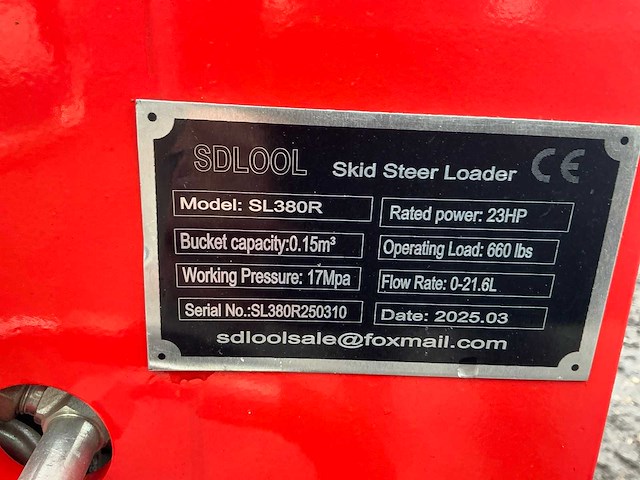 SDLOOL Skid Steer Loader CE
Model: SL380R
Rated power: 23HP
Bucket capacity:0.15m³
Operating Load: 660 lbs
Working Pressure: 17Mpa
Flow Rate: 0-21.6L
Serial No.:SL380R250310
Date: 2025.03
sdloolsale@foxmail.com